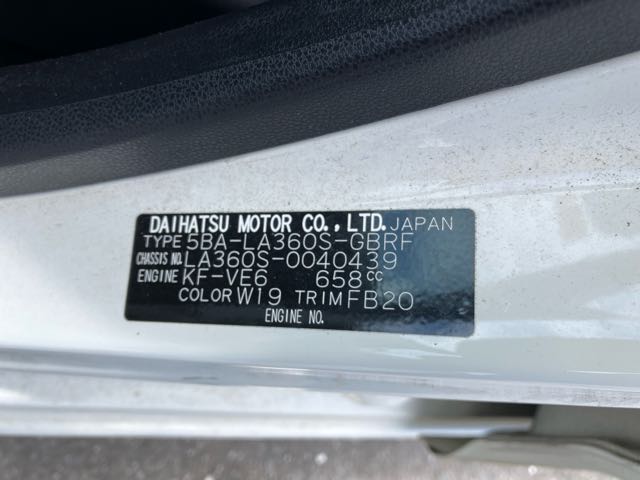 DAIHATSU MOTOR CO.,LTD. JAPAN
TYPE 5BA-LA360S-GBRF
CHASSIS NO. LA360S-0040439
ENGINE KF-VE6 658cc
COLOR W19 TRIM FB20
ENGINE NO.